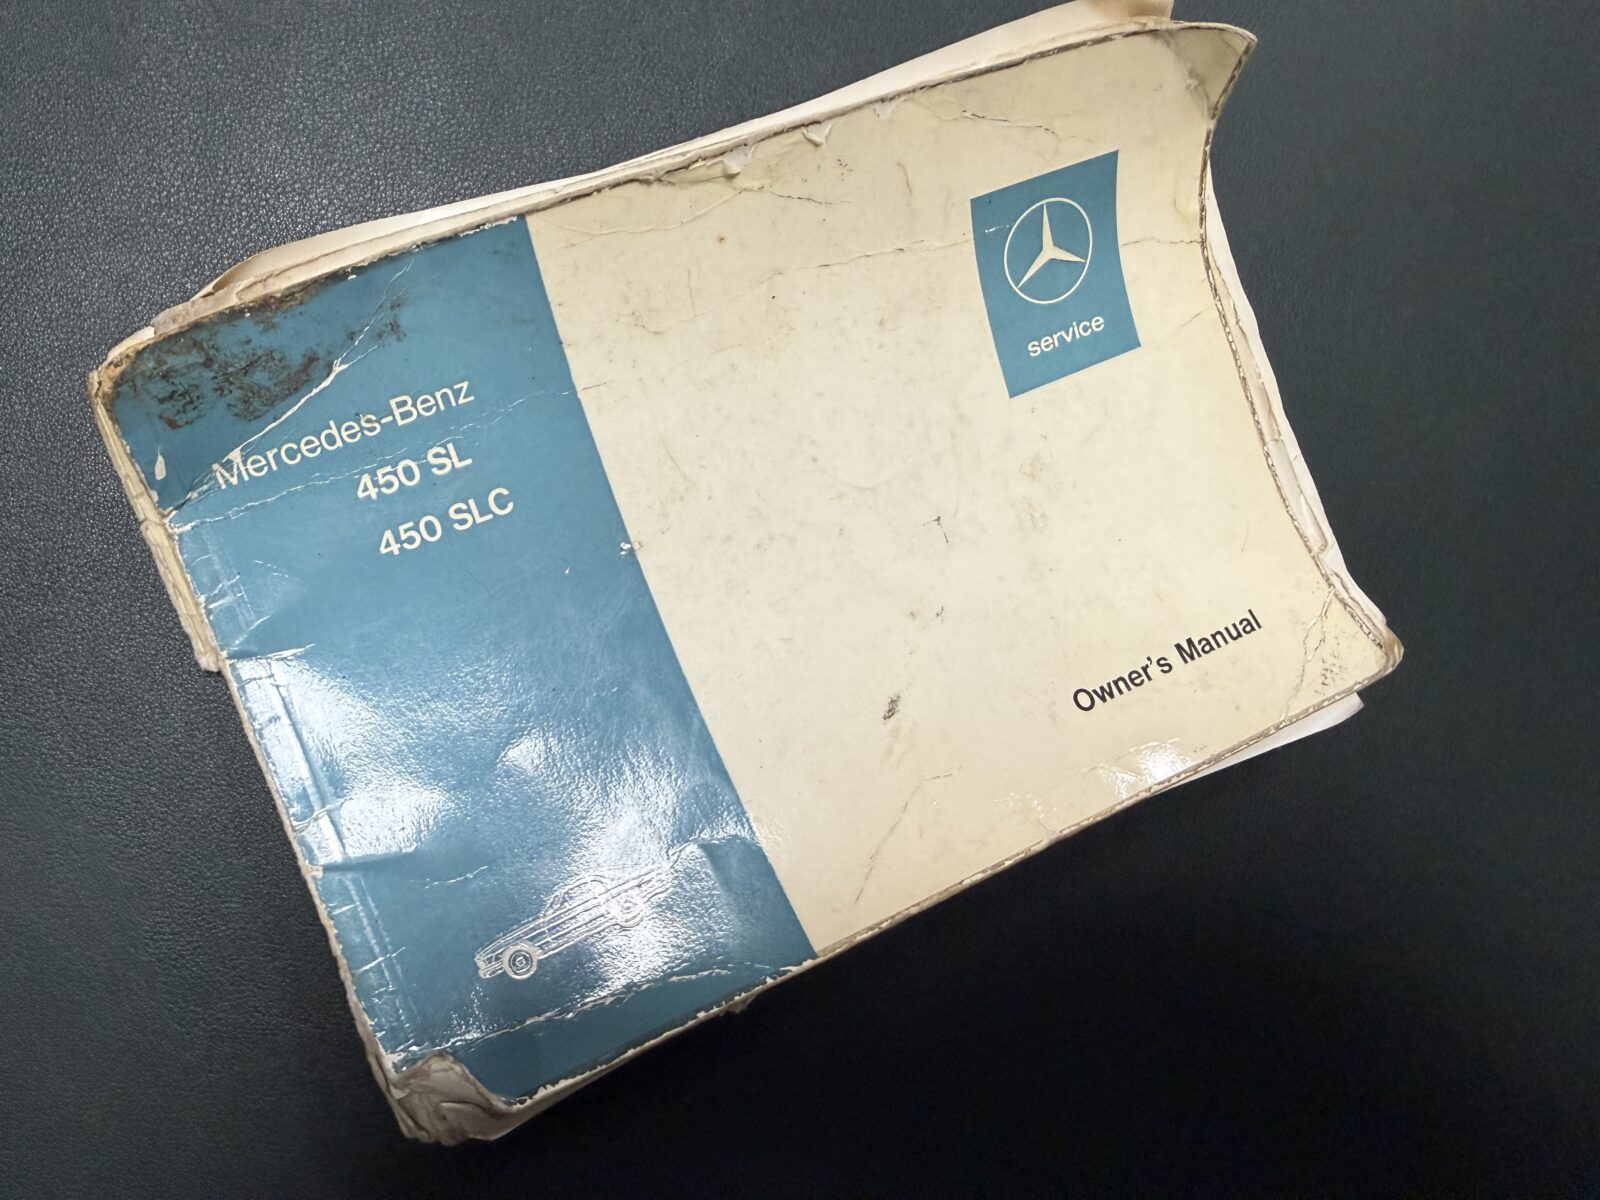 Mercedes-Benz
450 SL
450 SLC
service
Owner's Manual